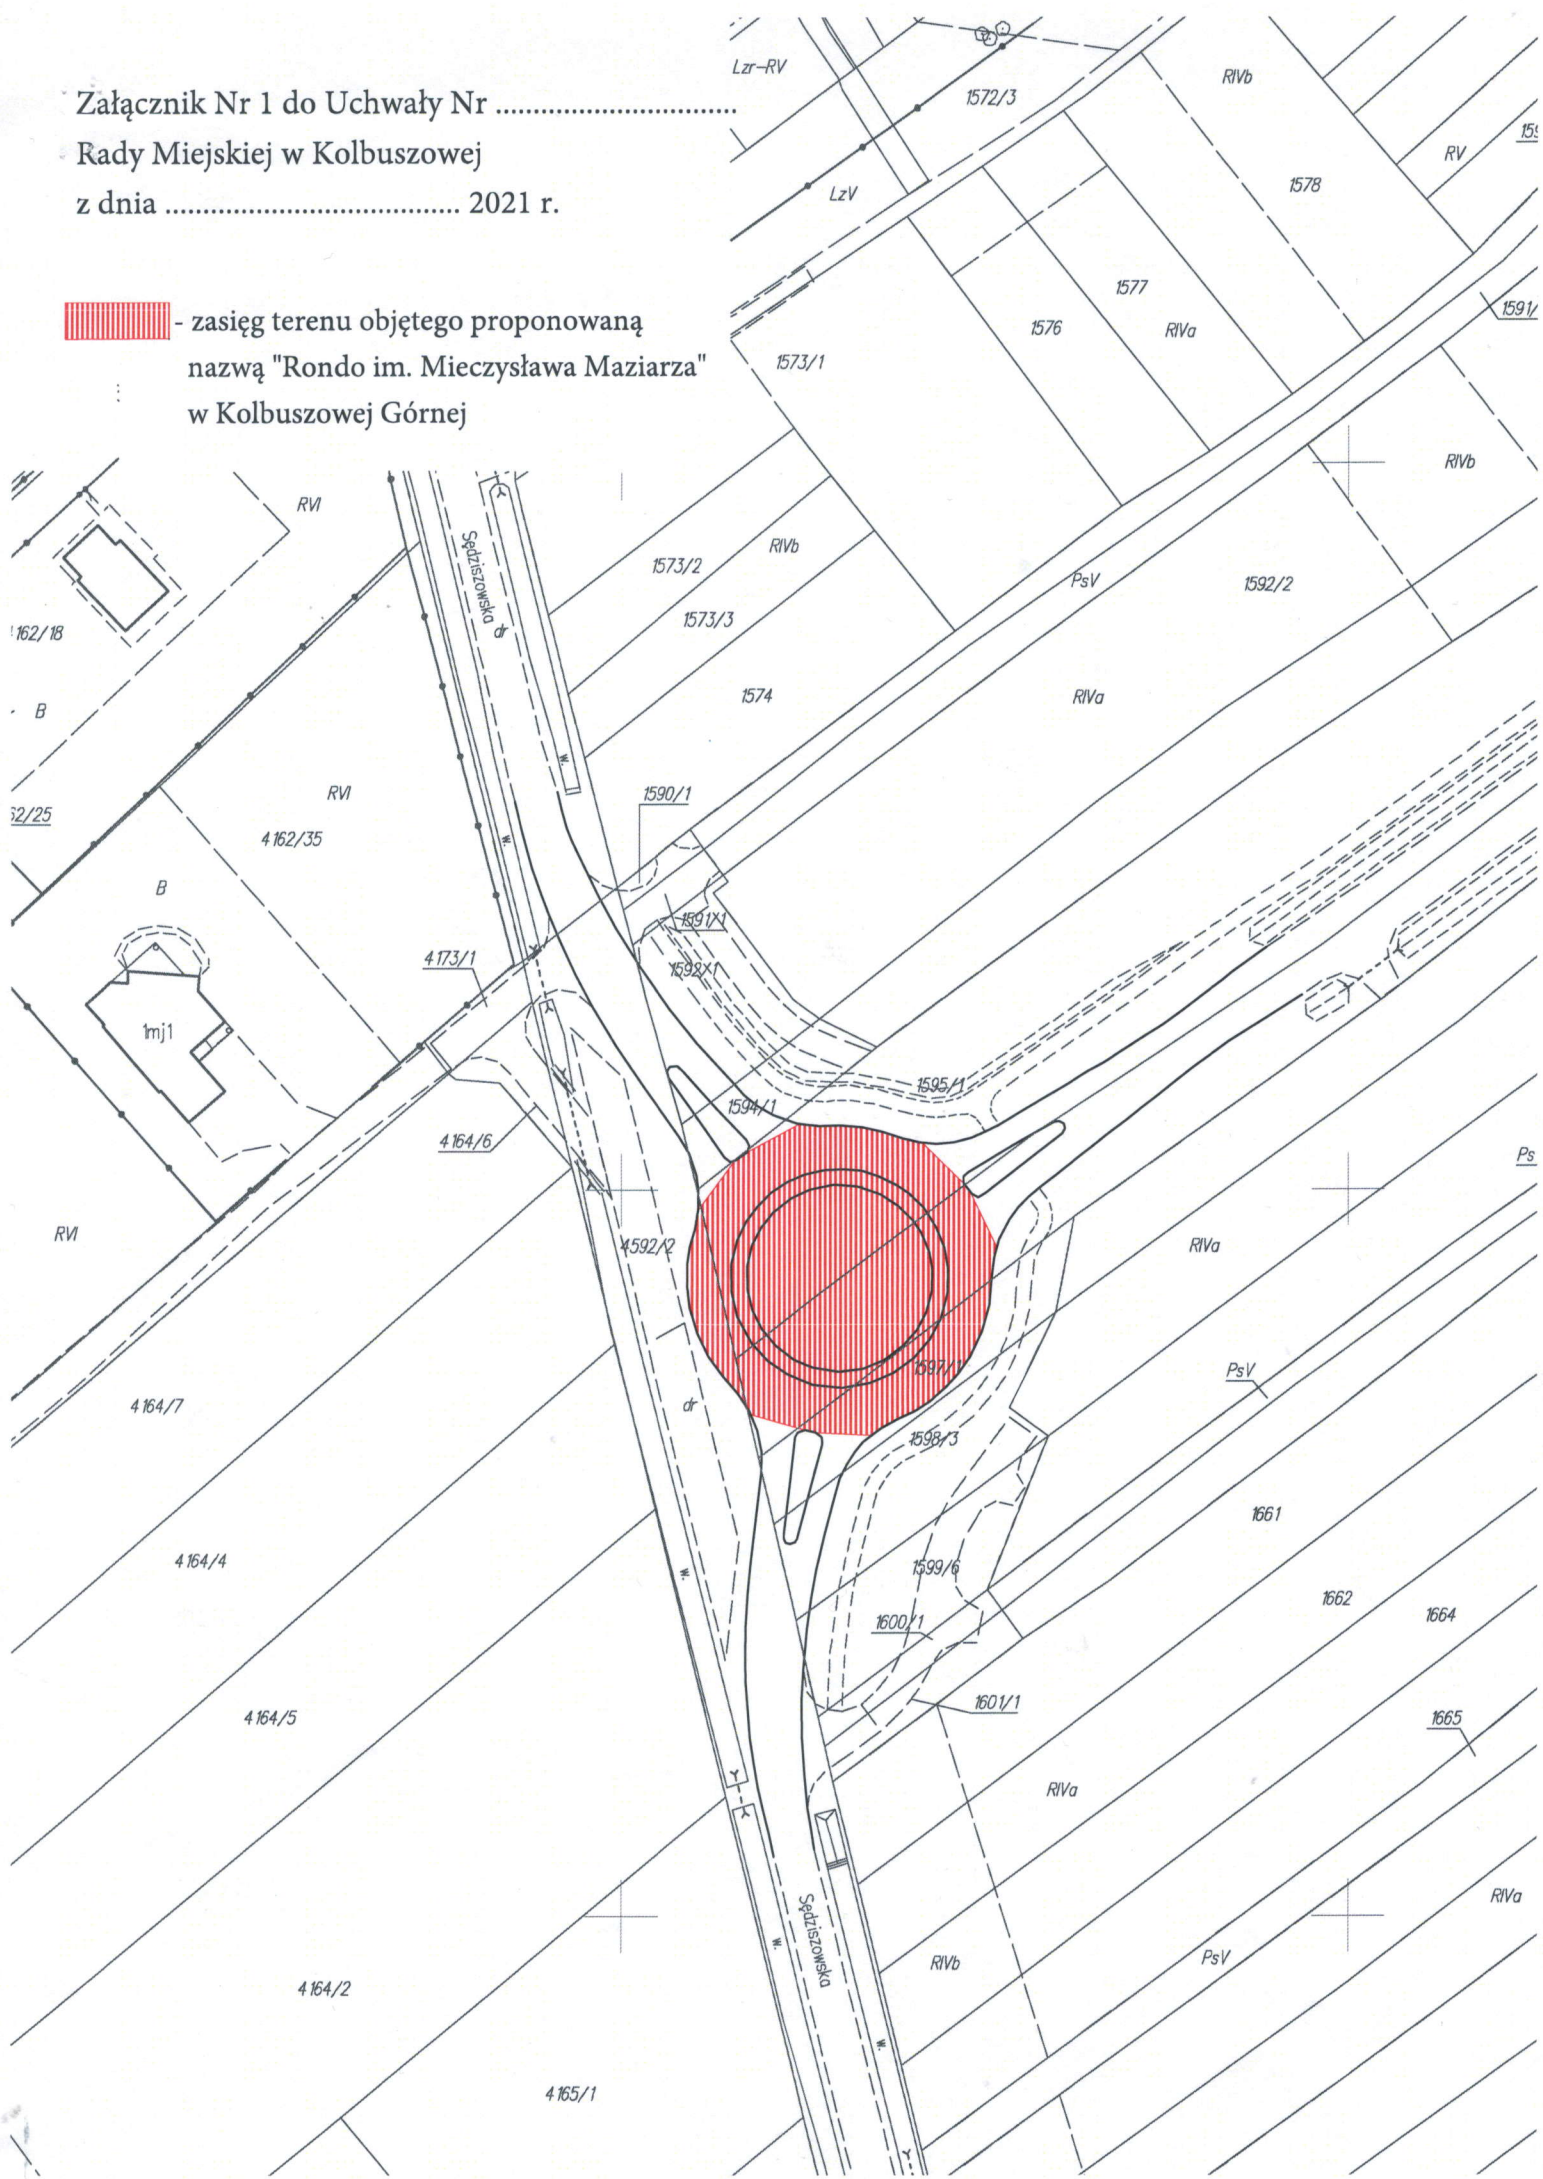 Załącznik Nr 1 do Uchwały Nr ..............................
Rady Miejskiej w Kolbuszowej
z dnia ...................................... 2021 r.
- zasięg terenu objętego proponowaną
nazwą "Rondo im. Mieczysława Maziarza"
w Kolbuszowej Górnej
Lzr-RV
1572/3
RIVb
RV
LzV
1578
1577
1576
RIVa
1591/
1573/1
RIVb
RVI
Sędziszowska
dr
1573/2
RIVb
PsV
1592/2
1573/3
162/18
1574
RIVa
B
w.
RVI
1590/1
62/25
4162/35
w.
B
1591/1
4173/1
1592/1
1mj1
1595/1
1594/1
4164/6
Ps
RVI
4592/2
RIVa
1597/1
PsV
4164/7
dr
1598/3
1661
4164/4
w.
1599/6
1662
1664
1600/1
1601/1
4164/5
1665
RIVa
Sędziszowska
RIVa
w.
RIVb
PsV
4164/2
w.
4165/1